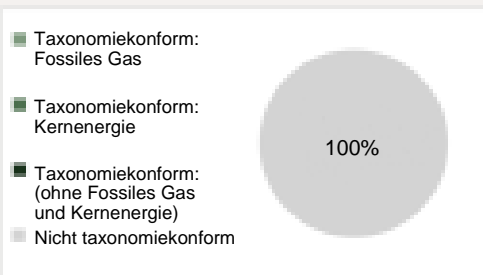 Taxonomiekonform:
Fossiles Gas
Taxonomiekonform:
Kernenergie
Taxonomiekonform:
(ohne Fossiles Gas
und Kernenergie)
Nicht taxonomiekonform
100%